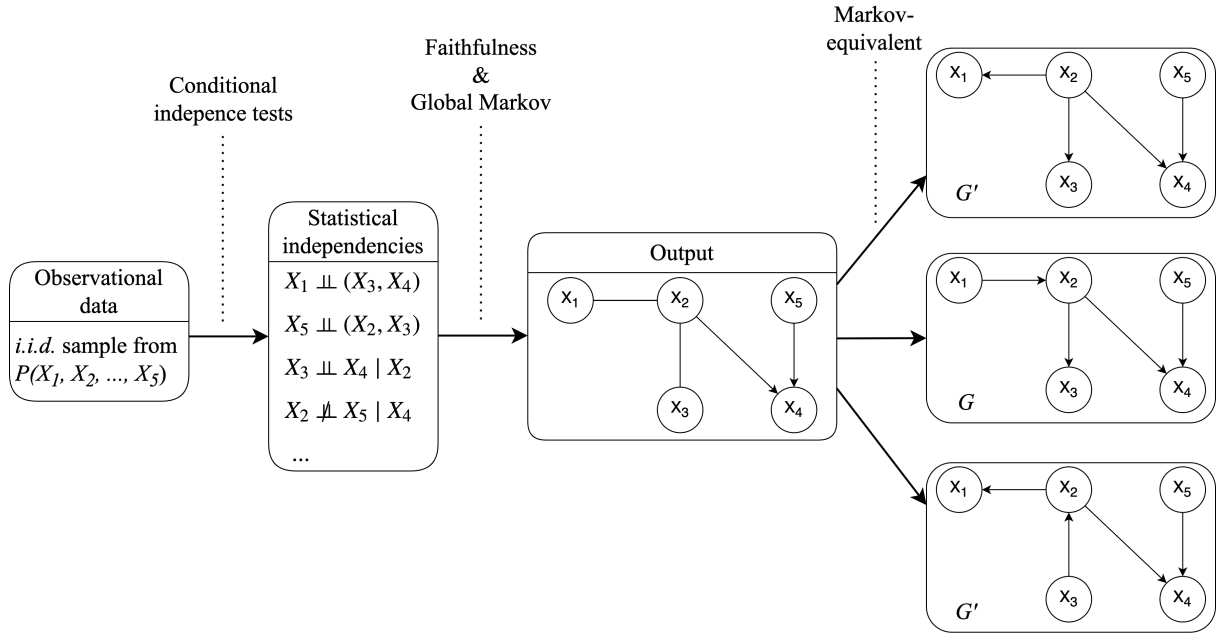 Observational
data
i.i.d. sample from
P(X₁, X₂, ..., X₅)
Conditional
indepence tests
Statistical
independencies
X₁ ⫫ (X₃, X₄)
X₅ ⫫ (X₂, X₃)
X₃ ⫫ X₄ | X₂
X₂ ⫫̸ X₅ | X₄
...
Faithfulness
&
Global Markov
Output
X₁ X₂ X₅
X₃ X₄
Markov-
equivalent
X₁ X₂ X₅
X₃ X₄
G'
X₁ X₂ X₅
X₃ X₄
G
X₁ X₂ X₅
X₃ X₄
G'